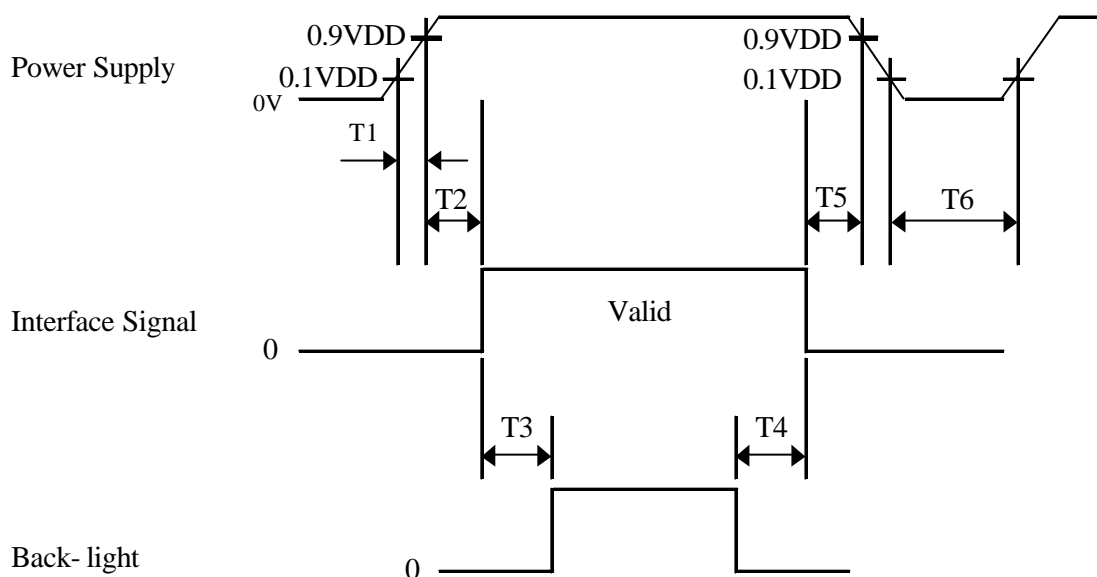 0.9VDD
0.9VDD
Power Supply
0.1VDD
0.1VDD
0V
T1
T2
T5
T6
Interface Signal
Valid
0
T3
T4
Back- light
0